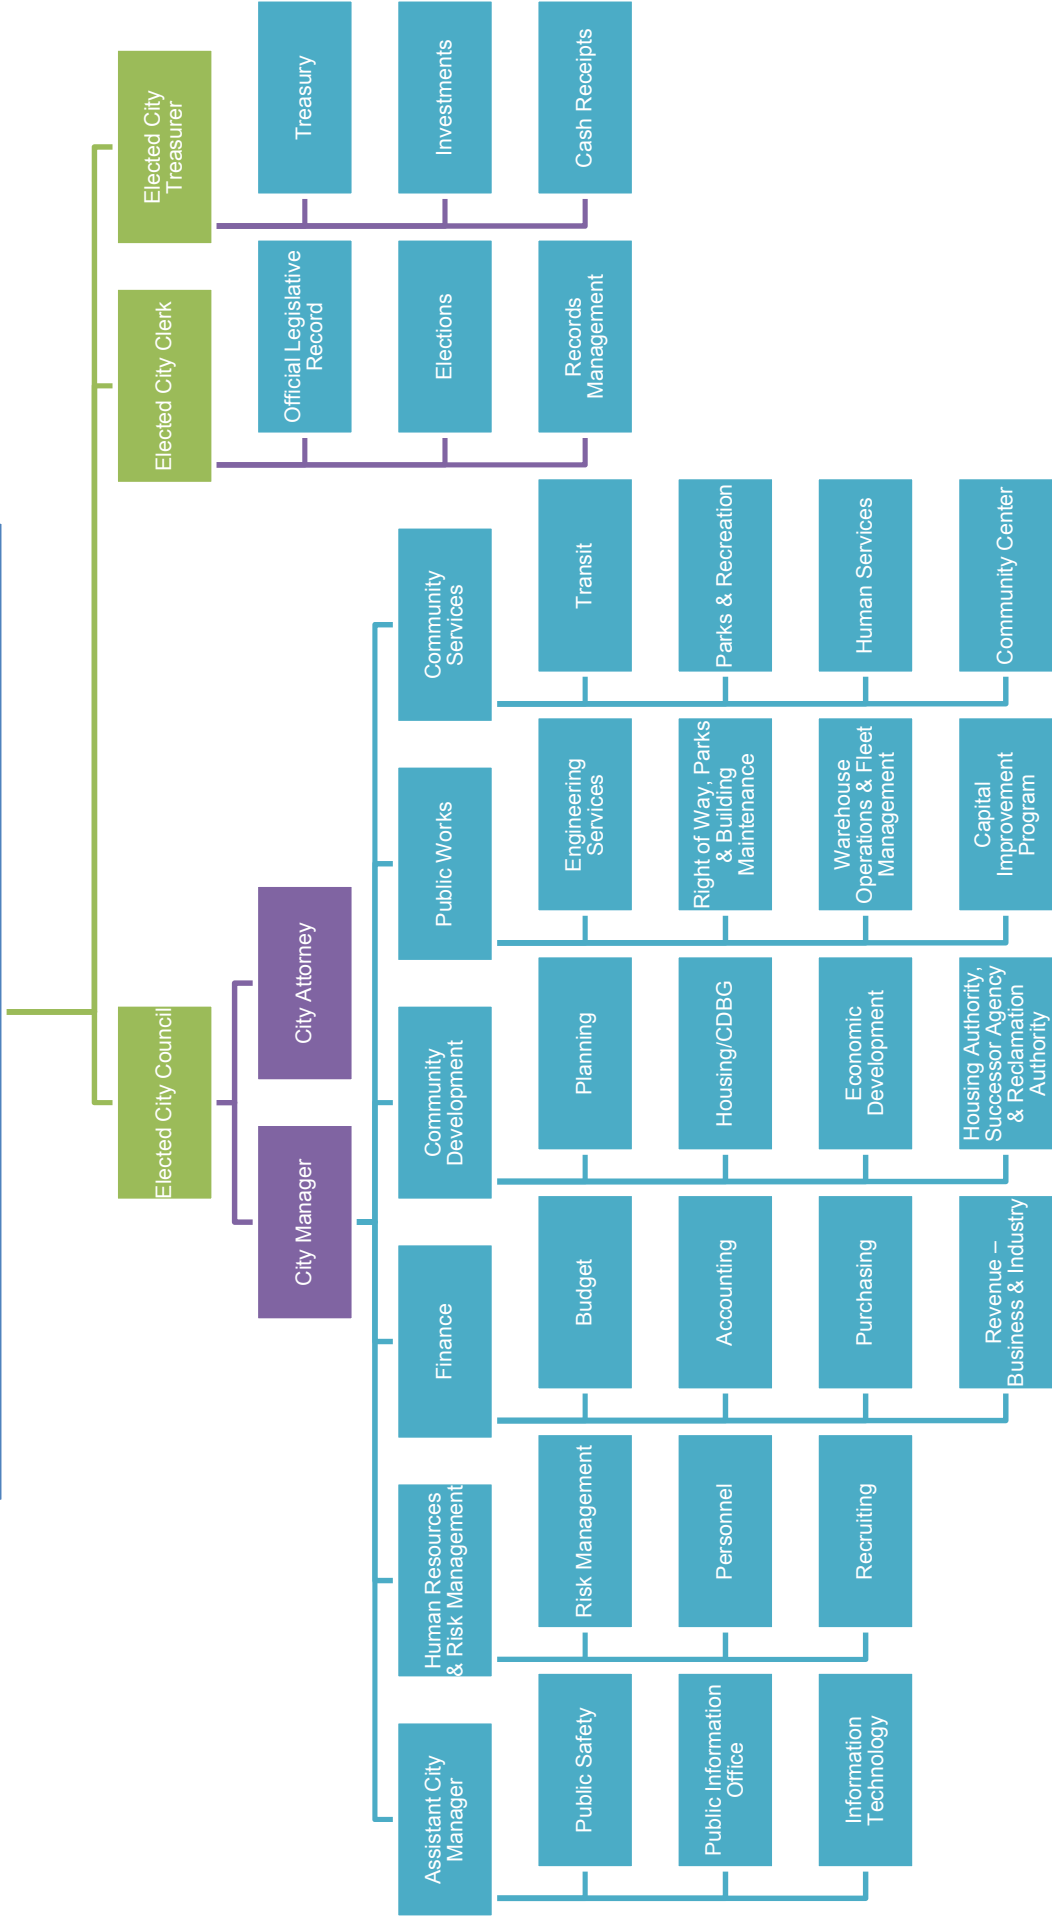 Elected City Council
Elected City Clerk
Elected City
Treasurer
City Manager
City Attorney
Official Legislative
Record
Treasury
Elections
Investments
Records
Management
Cash Receipts
Assistant City
Manager
Human Resources
& Risk Management
Finance
Community
Development
Public Works
Community
Services
Public Safety
Risk Management
Budget
Planning
Engineering
Services
Transit
Public Information
Office
Personnel
Accounting
Housing/CDBG
Right of Way, Parks
& Building
Maintenance
Parks & Recreation
Information
Technology
Recruiting
Purchasing
Economic
Development
Warehouse
Operations & Fleet
Management
Human Services
Revenue –
Business & Industry
Housing Authority,
Successor Agency
& Reclamation
Authority
Capital
Improvement
Program
Community Center